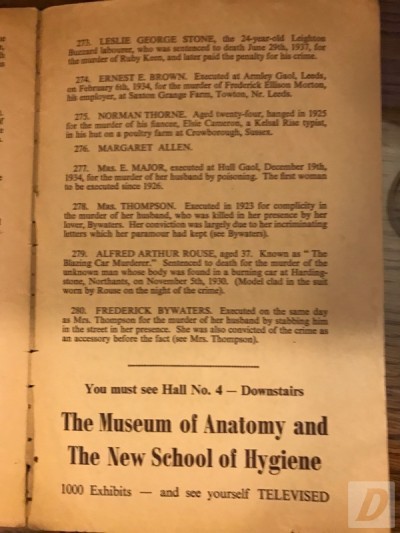 273. LESLIE GEORGE STONE, the 24-year-old Leighton
Buzzard labourer, who was sentenced to death June 29th, 1937, for
the murder of Ruby Keen, and later paid the penalty for his crime.
274. ERNEST E. BROWN. Executed at Armley Gaol, Leeds,
on February 6th, 1934, for the murder of Frederick Ellison Morton,
his employer, at Saxton Grange Farm, Towton, Nr. Leeds.
275. NORMAN THORNE. Aged twenty-four, hanged in 1925
for the murder of his fiancee, Elsie Cameron, a Kelsal Rise typist,
in his hut on a poultry farm at Crowborough, Sussex.
276. MARGARET ALLEN.
277. Mrs. E. MAJOR, executed at Hull Gaol, December 19th,
1934, for the murder of her husband by poisoning. The first woman
to be executed since 1926.
278. Mrs. THOMPSON. Executed in 1923 for complicity in
the murder of her husband, who was killed in her presence by her
lover, Bywaters. Her conviction was largely due to her incriminating
letters which her paramour had kept (see Bywaters).
279. ALFRED ARTHUR ROUSE, aged 37. Known as "The
Blazing Car Murderer." Sentenced to death for the murder of the
unknown man whose body was found in a burning car at Harding-
stone, Northants, on November 5th, 1930. (Model clad in the suit
worn by Rouse on the night of the crime).
280. FREDERICK BYWATERS. Executed on the same day
as Mrs. Thompson for the murder of her husband by stabbing him
in the street in her presence. She was also convicted of the crime as
an accessory before the fact (see Mrs. Thompson).
You must see Hall No. 4 — Downstairs
The Museum of Anatomy and
The New School of Hygiene
1000 Exhibits — and see yourself TELEVISED
D